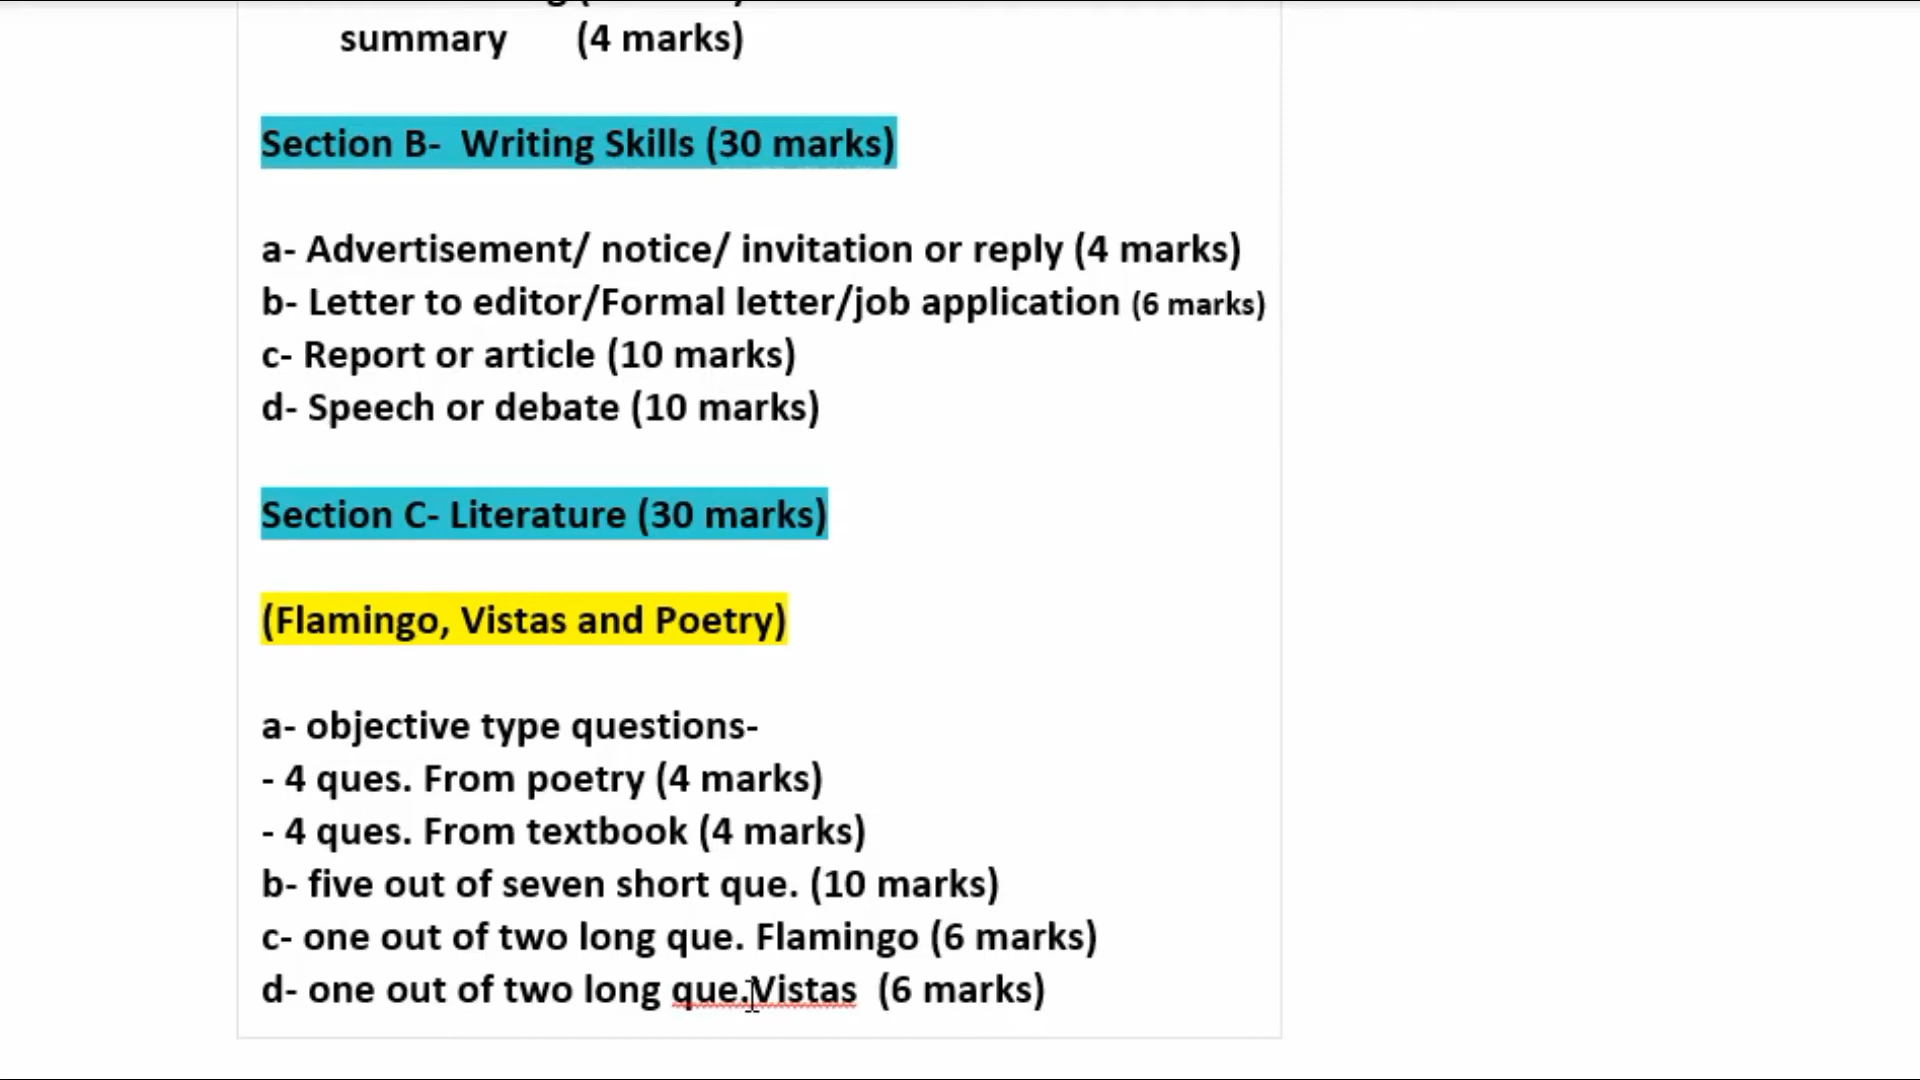 summary (4 marks)
Section B- Writing Skills (30 marks)
a- Advertisement/ notice/ invitation or reply (4 marks)
b- Letter to editor/Formal letter/job application (6 marks)
c- Report or article (10 marks)
d- Speech or debate (10 marks)
Section C- Literature (30 marks)
(Flamingo, Vistas and Poetry)
a- objective type questions-
- 4 ques. From poetry (4 marks)
- 4 ques. From textbook (4 marks)
b- five out of seven short que. (10 marks)
c- one out of two long que. Flamingo (6 marks)
d- one out of two long que.Vistas (6 marks)